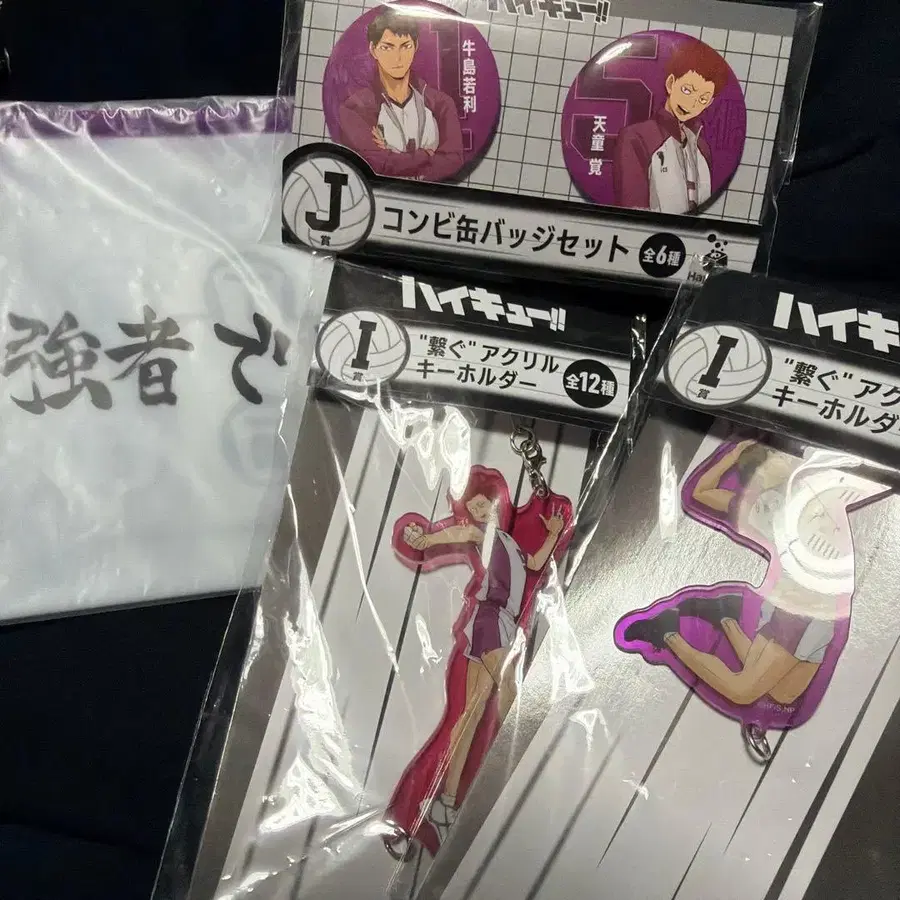 ハイキュー!!
1
牛島若利
5
天童 覚
J
賞
コンビ缶バッジセット
全6種
Ha
強者 で
ハイキュー!!
I
賞
"繋ぐ"アクリル
キーホルダー
全12種
ハイキ
I
賞
"繋ぐ"アク
キーホルダ